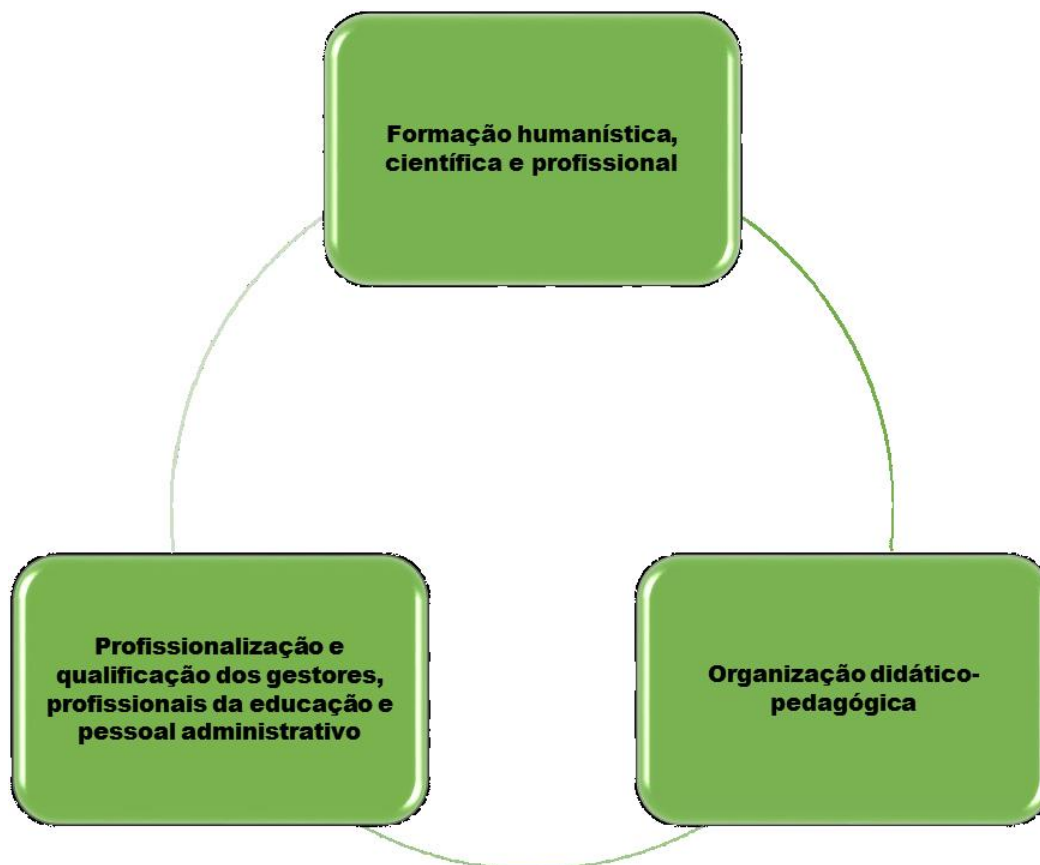 Formação humanística,
científica e profissional
Profissionalização e
qualificação dos gestores,
profissionais da educação e
pessoal administrativo
Organização didático-
pedagógica